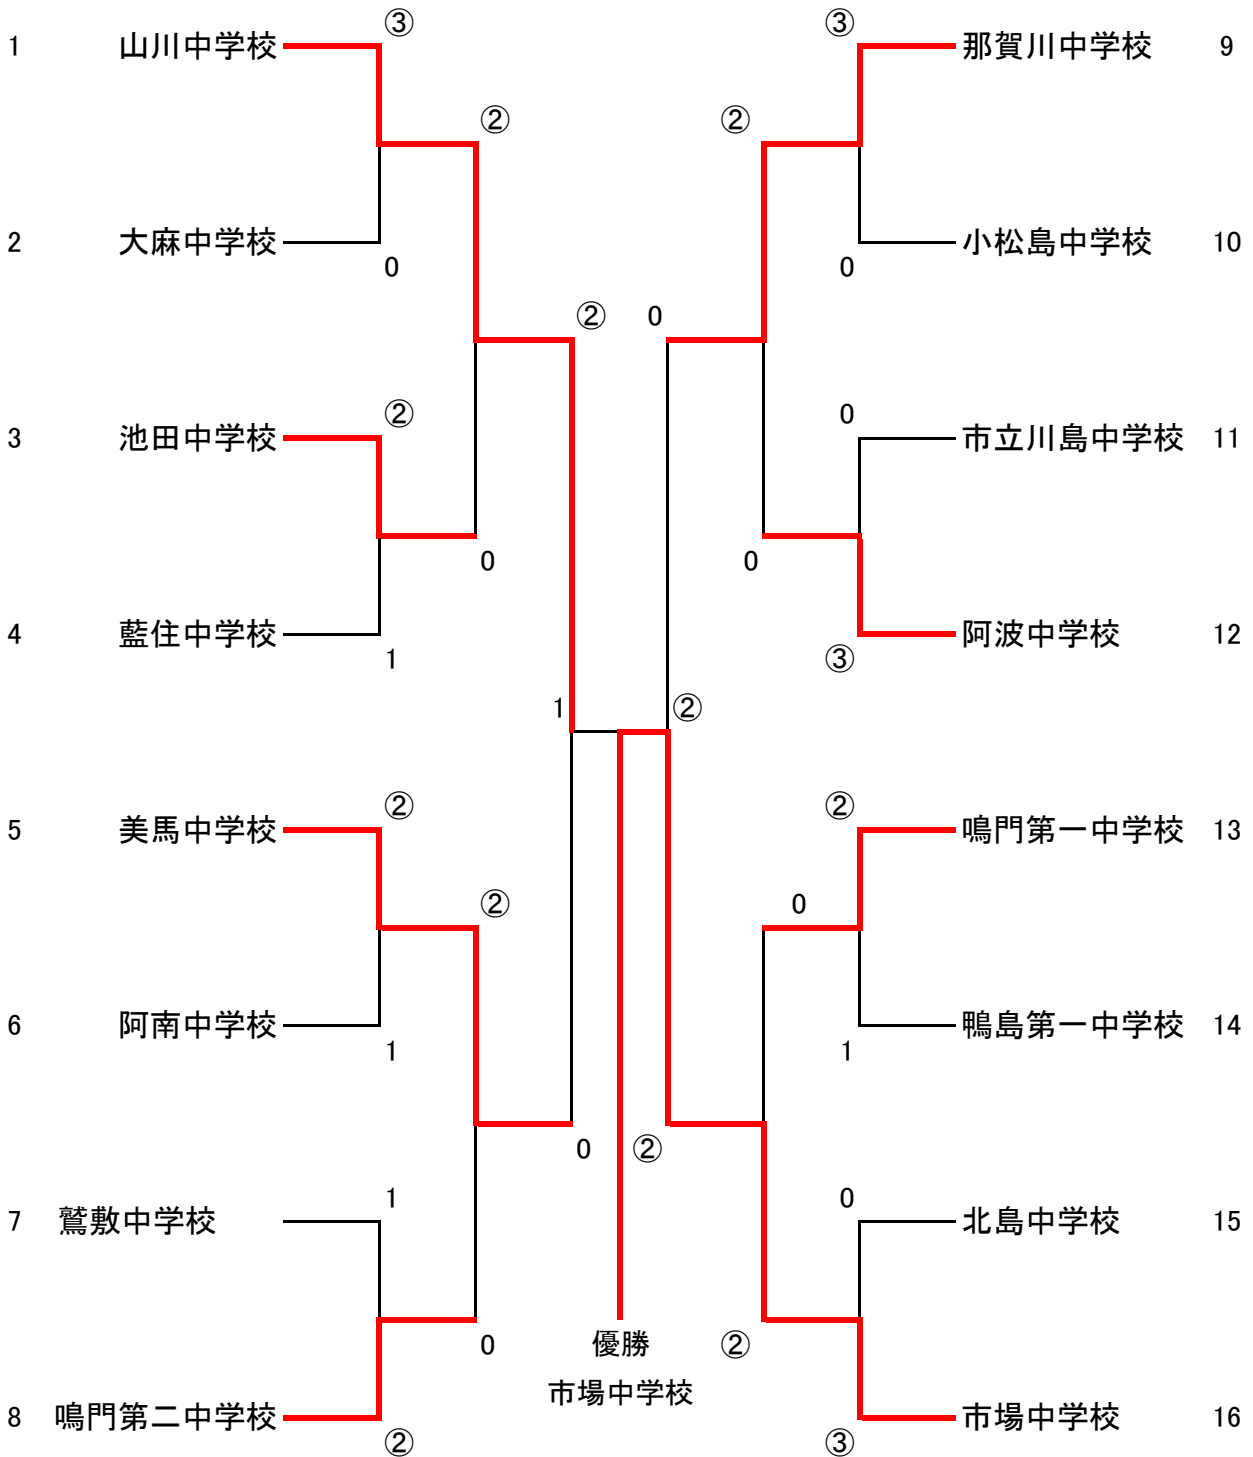 ③ ③
1 山川中学校 那賀川中学校 9
② ②
2 大麻中学校 小松島中学校 10
0 0
② 0
② 0
3 池田中学校 市立川島中学校 11
0 0
4 藍住中学校 阿波中学校 12
1 ③
1 ②
② ②
5 美馬中学校 鳴門第一中学校 13
② 0
6 阿南中学校 鴨島第一中学校 14
1 1
0 ②
1 0
7 鷲敷中学校 北島中学校 15
0 優勝 ②
市場中学校
8 鳴門第二中学校 市場中学校 16
② ③